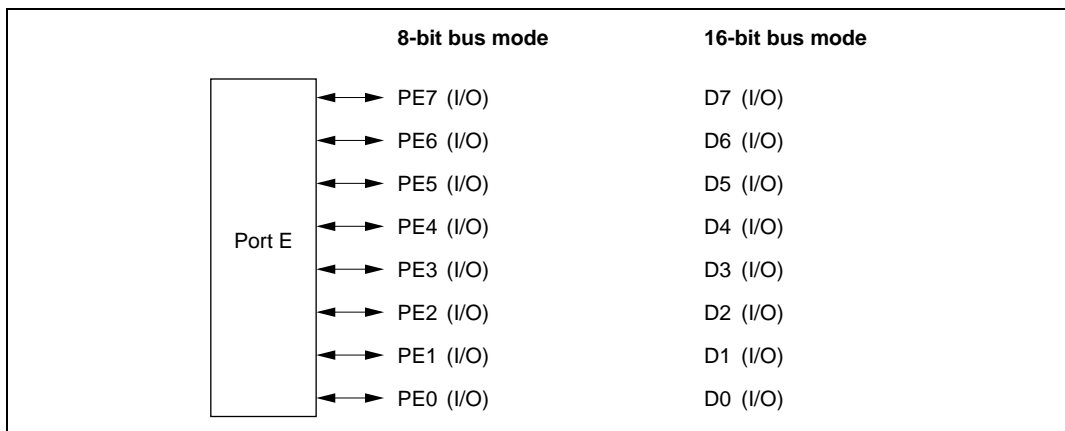 8-bit bus mode 16-bit bus mode
PE7 (I/O) D7 (I/O)
PE6 (I/O) D6 (I/O)
PE5 (I/O) D5 (I/O)
PE4 (I/O) D4 (I/O)
Port E
PE3 (I/O) D3 (I/O)
PE2 (I/O) D2 (I/O)
PE1 (I/O) D1 (I/O)
PE0 (I/O) D0 (I/O)